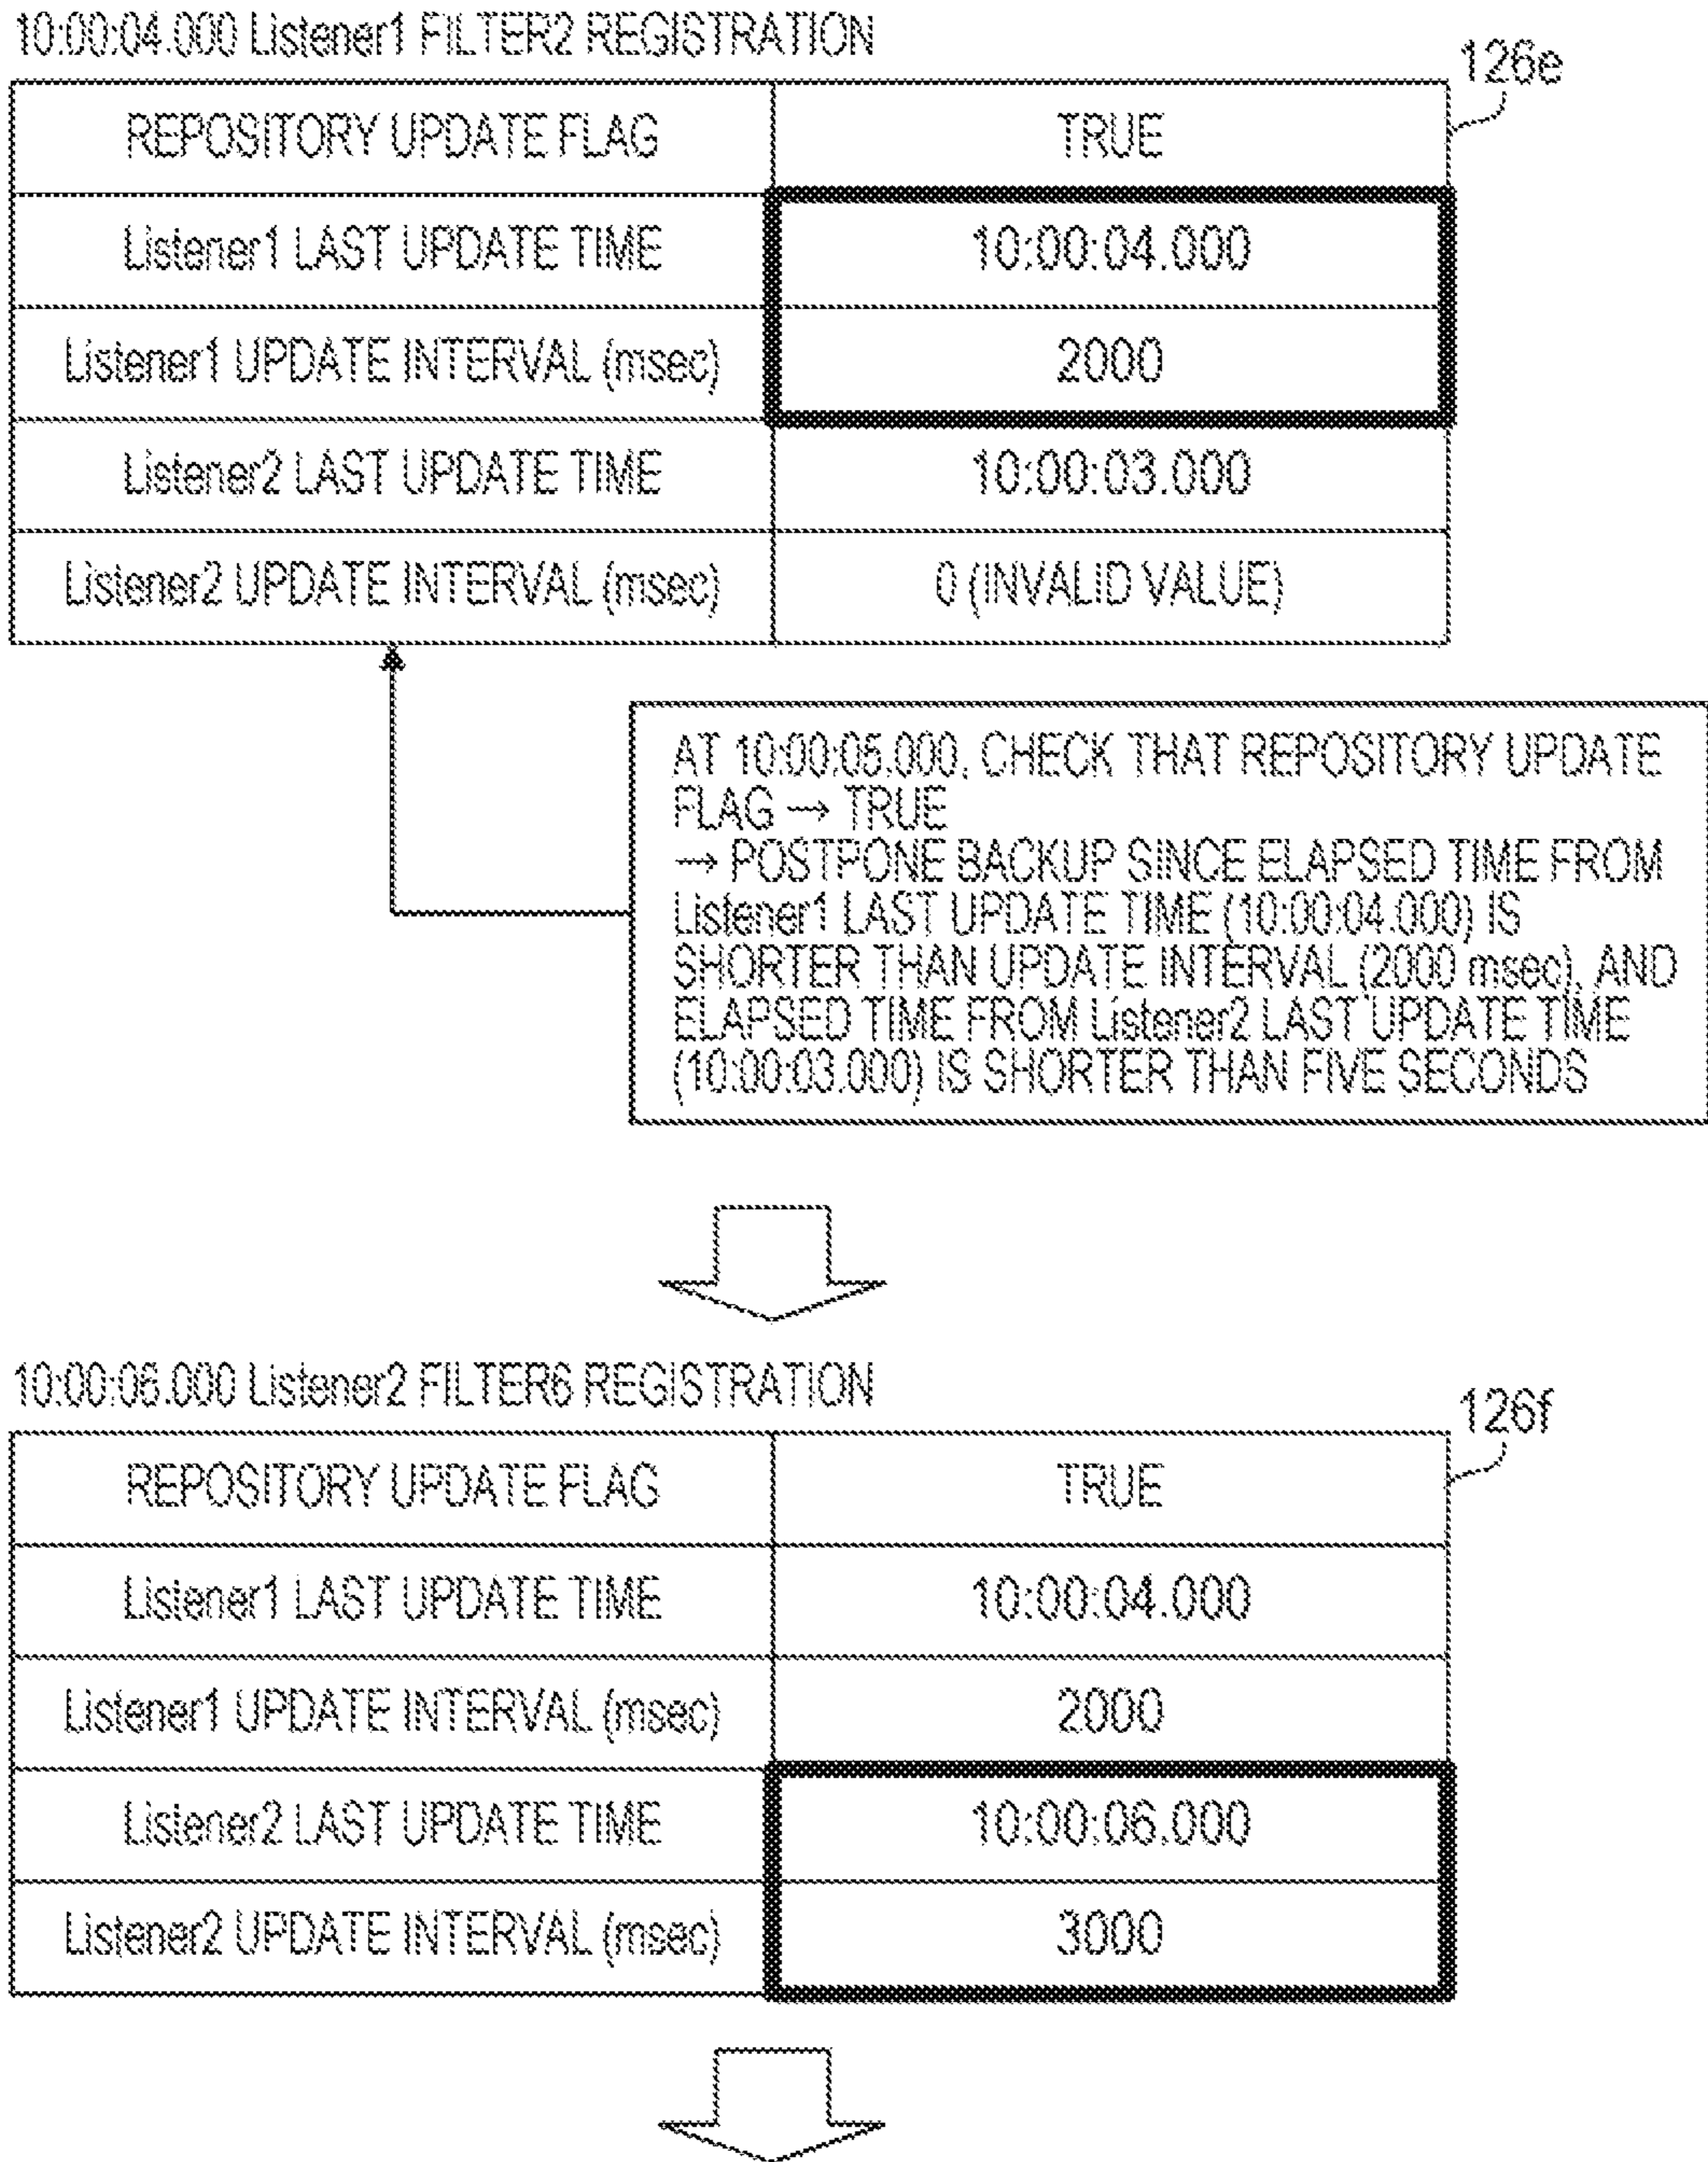 10:00:04.000 Listener1 FILTER2 REGISTRATION
126e
REPOSITORY UPDATE FLAG TRUE
Listener1 LAST UPDATE TIME 10:00:04.000
Listener1 UPDATE INTERVAL (msec) 2000
Listener2 LAST UPDATE TIME 10:00:03.000
Listener2 UPDATE INTERVAL (msec) 0 (INVALID VALUE)
AT 10:00:05.000, CHECK THAT REPOSITORY UPDATE
FLAG → TRUE
→ POSTPONE BACKUP SINCE ELAPSED TIME FROM
Listener1 LAST UPDATE TIME (10:00:04.000) IS
SHORTER THAN UPDATE INTERVAL (2000 msec), AND
ELAPSED TIME FROM Listener2 LAST UPDATE TIME
(10:00:03.000) IS SHORTER THAN FIVE SECONDS
10:00:06.000 Listener2 FILTER6 REGISTRATION
126f
REPOSITORY UPDATE FLAG TRUE
Listener1 LAST UPDATE TIME 10:00:04.000
Listener1 UPDATE INTERVAL (msec) 2000
Listener2 LAST UPDATE TIME 10:00:06.000
Listener2 UPDATE INTERVAL (msec) 3000